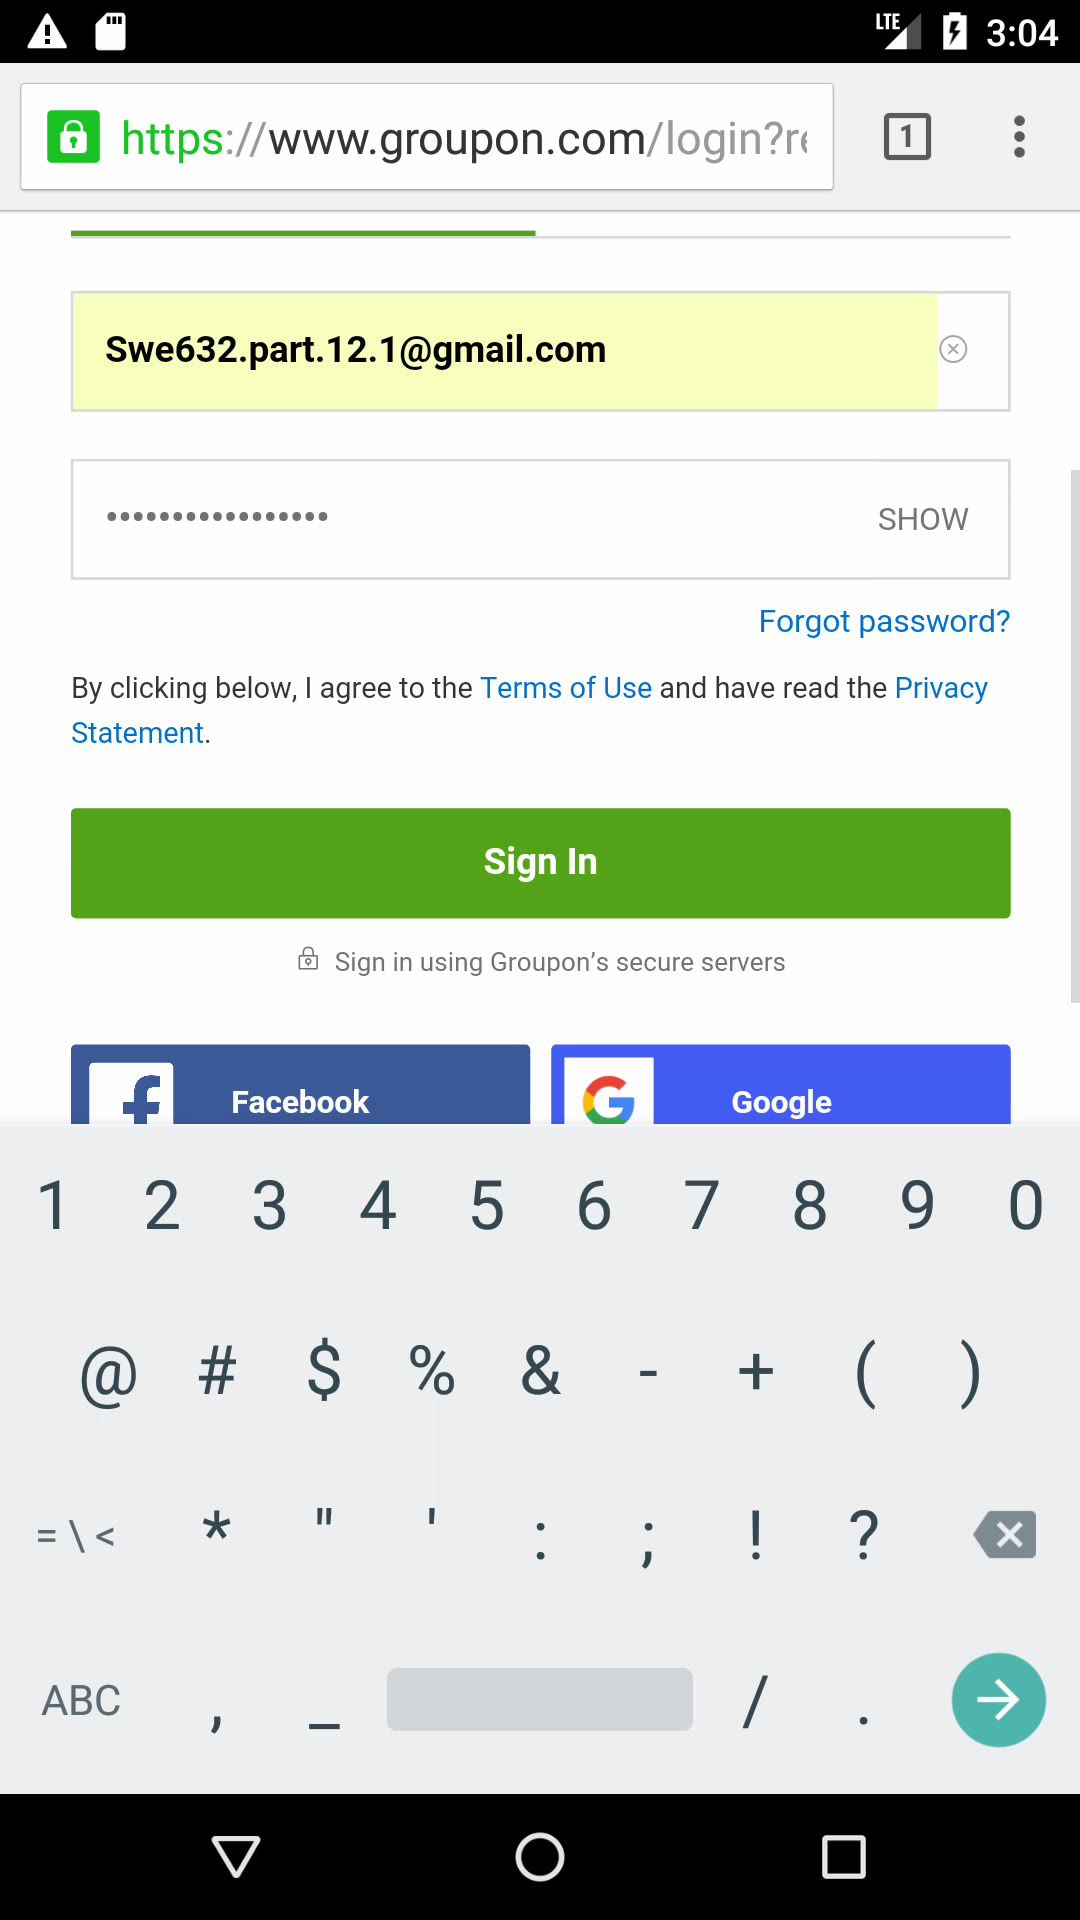 LTE 3:04
https://www.groupon.com/login?re
1
Swe632.part.12.1@gmail.com
•••••••••••••••••
SHOW
Forgot password?
By clicking below, I agree to the Terms of Use and have read the Privacy
Statement.
Sign In
Sign in using Groupon’s secure servers
Facebook
Google
1 2 3 4 5 6 7 8 9 0
@ # $ % & - + ( )
= \ < * " ' : ; ! ?
ABC , _ / .